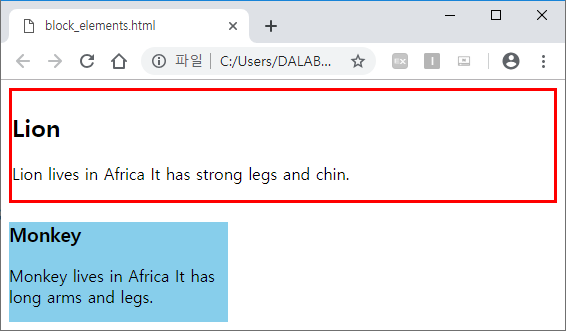 block_elements.html
파일 C:/Users/DALAB...
Lion
Lion lives in Africa It has strong legs and chin.
Monkey
Monkey lives in Africa It has
long arms and legs.